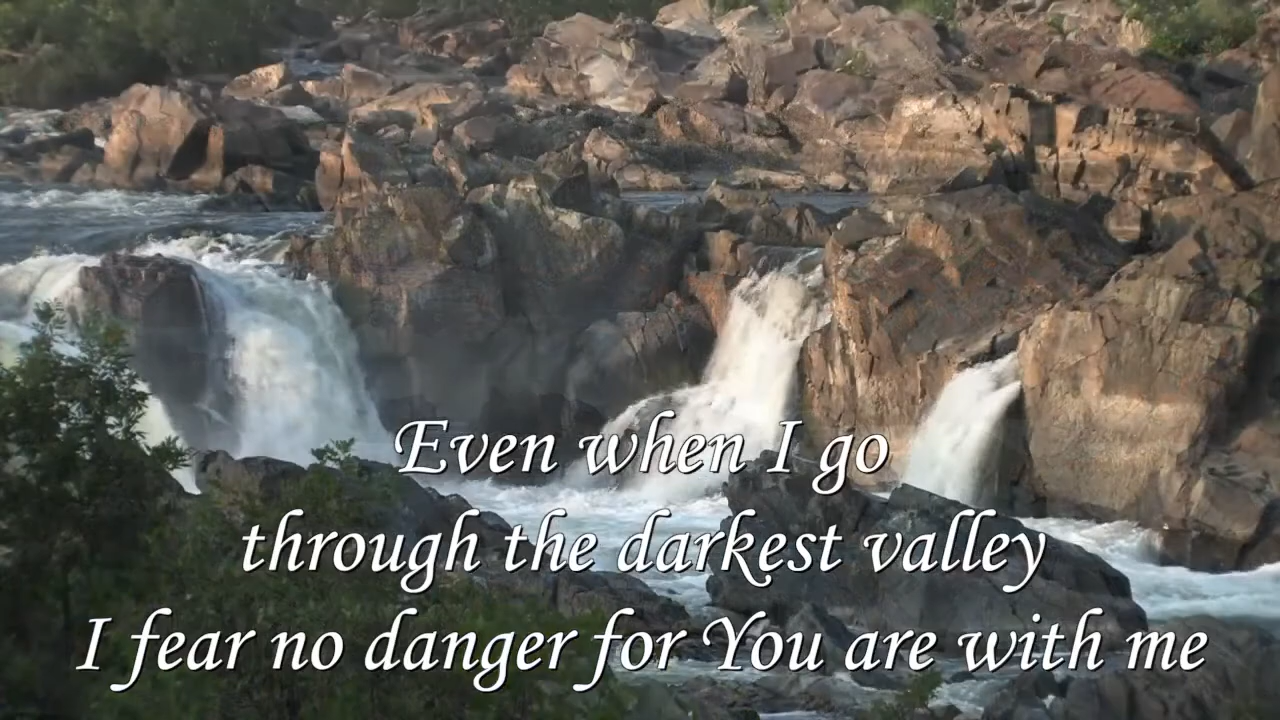 Even when I go
through the darkest valley
I fear no danger for You are with me